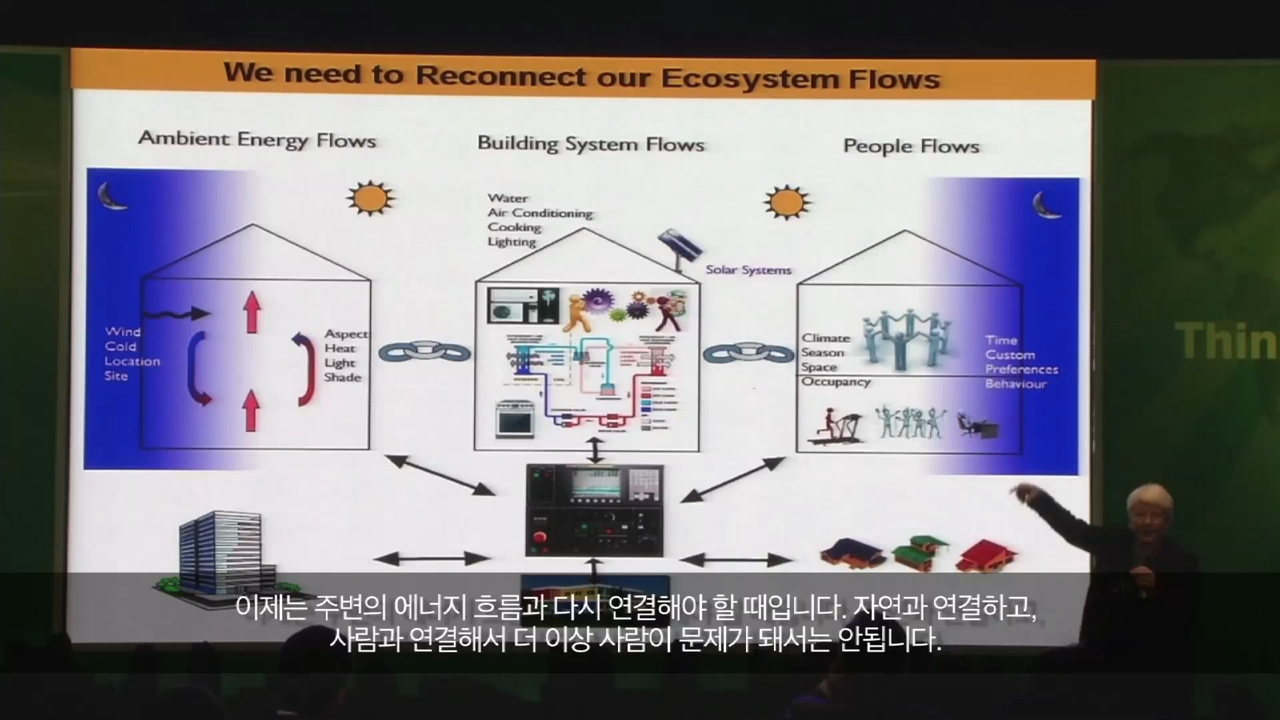 We need to Reconnect our Ecosystem Flows
Ambient Energy Flows
Building System Flows
People Flows
Water
Air Conditioning
Cooking
Lighting
Solar Systems
Wind
Cold
Location
Site
Aspect
Heat
Light
Shade
Climate
Season
Space
Occupancy
Time
Custom
Preferences
Behaviour
Thin
이제는 주변의 에너지 흐름과 다시 연결해야 할 때입니다. 자연과 연결하고,
사람과 연결해서 더 이상 사람이 문제가 돼서는 안됩니다.